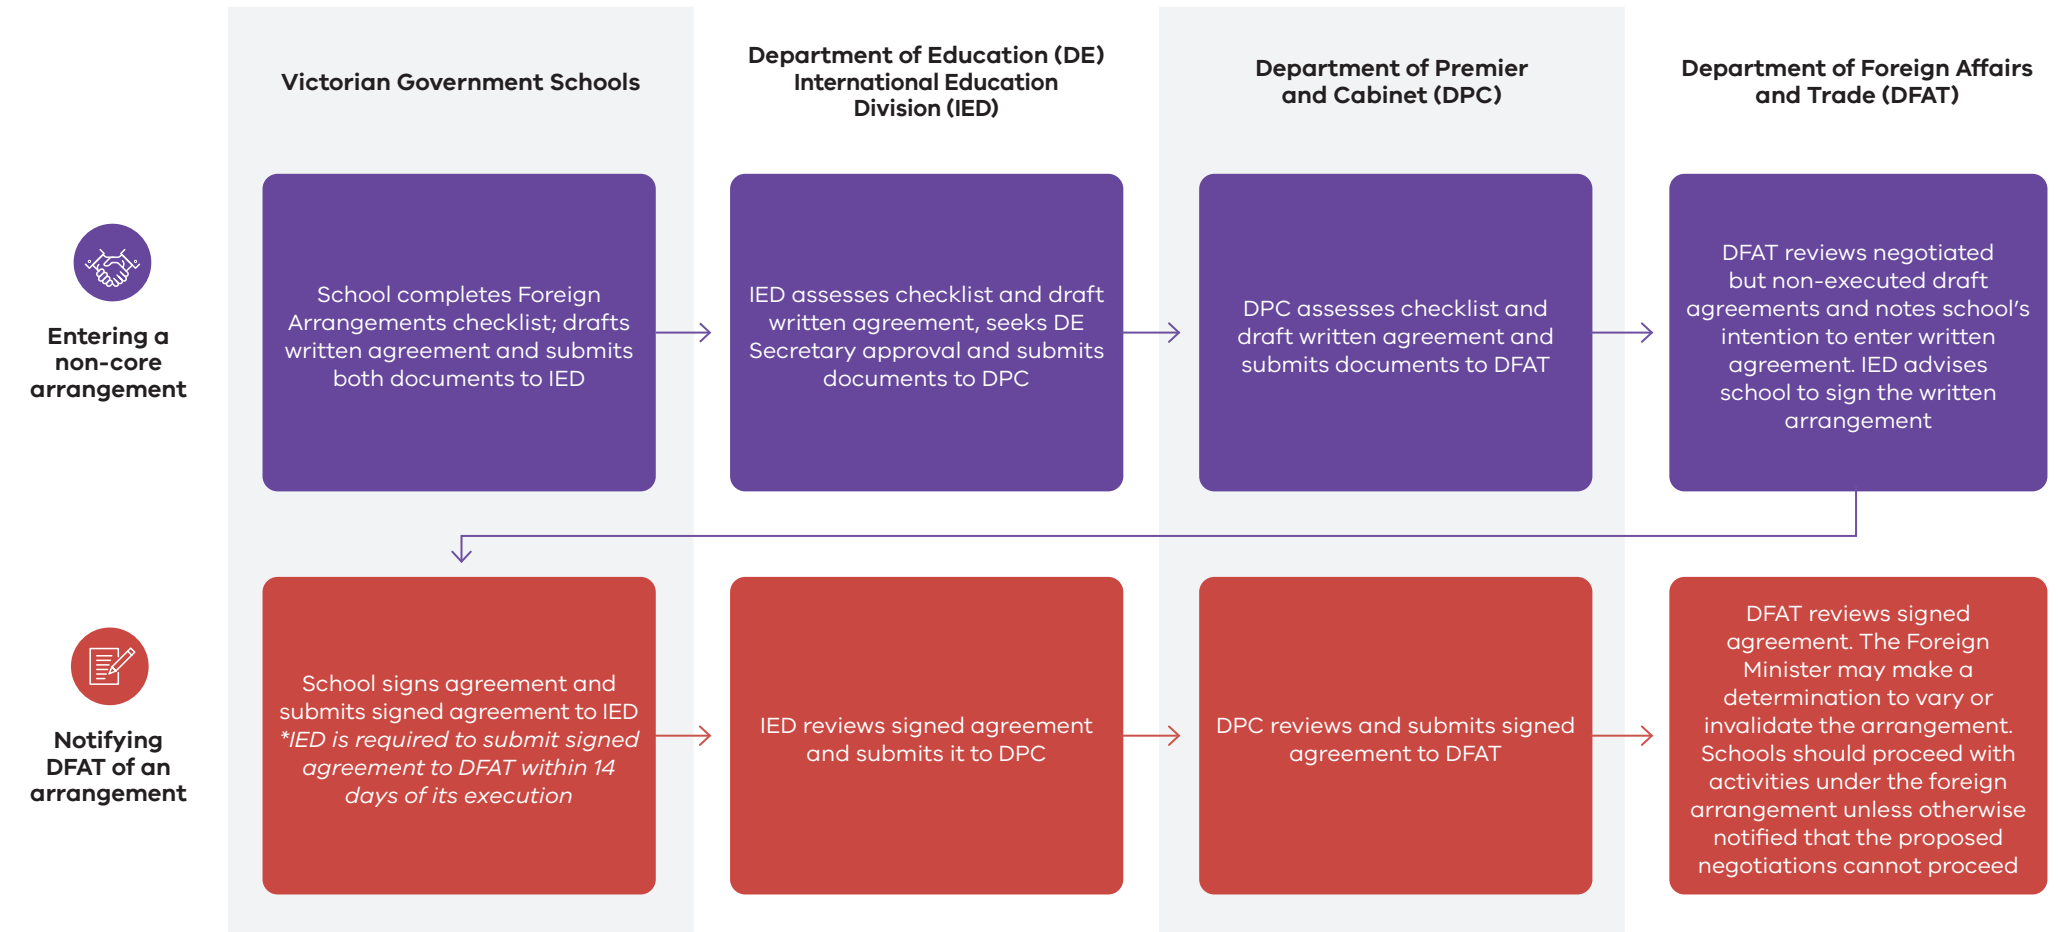 Victorian Government Schools
Department of Education (DE)
International Education
Division (IED)
Department of Premier
and Cabinet (DPC)
Department of Foreign Affairs
and Trade (DFAT)
Entering a
non-core
arrangement
School completes Foreign
Arrangements checklist; drafts
written agreement and submits
both documents to IED
IED assesses checklist and draft
written agreement, seeks DE
Secretary approval and submits
documents to DPC
DPC assesses checklist and
draft written agreement and
submits documents to DFAT
DFAT reviews negotiated
but non-executed draft
agreements and notes school’s
intention to enter written
agreement. IED advises
school to sign the written
arrangement
Notifying
DFAT of an
arrangement
School signs agreement and
submits signed agreement to IED
*IED is required to submit signed
agreement to DFAT within 14
days of its execution
IED reviews signed agreement
and submits it to DPC
DPC reviews and submits signed
agreement to DFAT
DFAT reviews signed
agreement. The Foreign
Minister may make a
determination to vary or
invalidate the arrangement.
Schools should proceed with
activities under the foreign
arrangement unless otherwise
notified that the proposed
negotiations cannot proceed